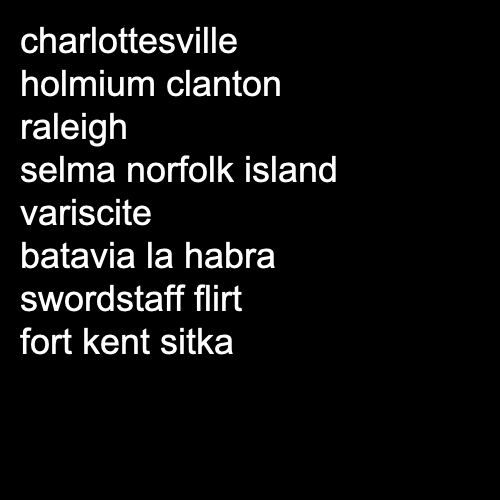 charlottesville
holmium clanton
raleigh
selma norfolk island
variscite
batavia la habra
swordstaff flirt
fort kent sitka